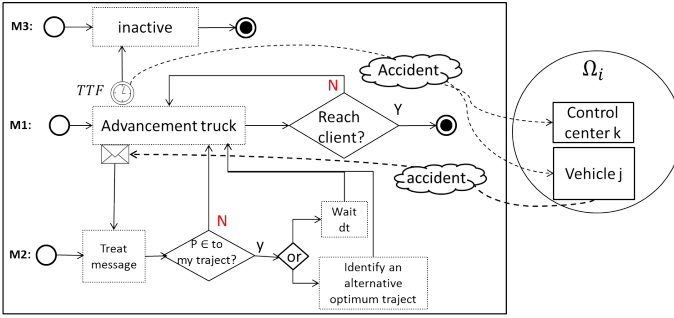 M3:
inactive
TTF
Accident
Ω_i
N
M1:
Advancement truck
Reach
client?
Y
Control
center k
accident
Vehicle j
Wait
dt
N
M2:
Treat
message
P ∈ to
my traject?
y
or
Identify an
alternative
optimum traject